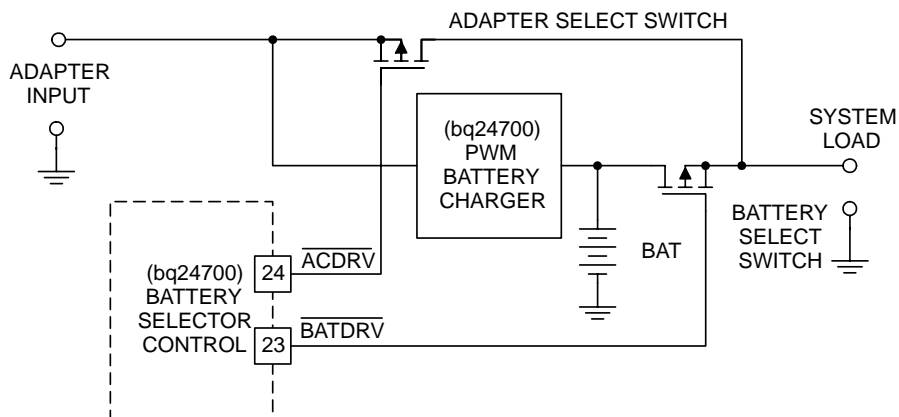 ADAPTER SELECT SWITCH
ADAPTER
INPUT
(bq24700)
PWM
BATTERY
CHARGER
SYSTEM
LOAD
BATTERY
SELECT
SWITCH
BAT
(bq24700)
BATTERY
SELECTOR
CONTROL
24
ACDRV
23
BATDRV